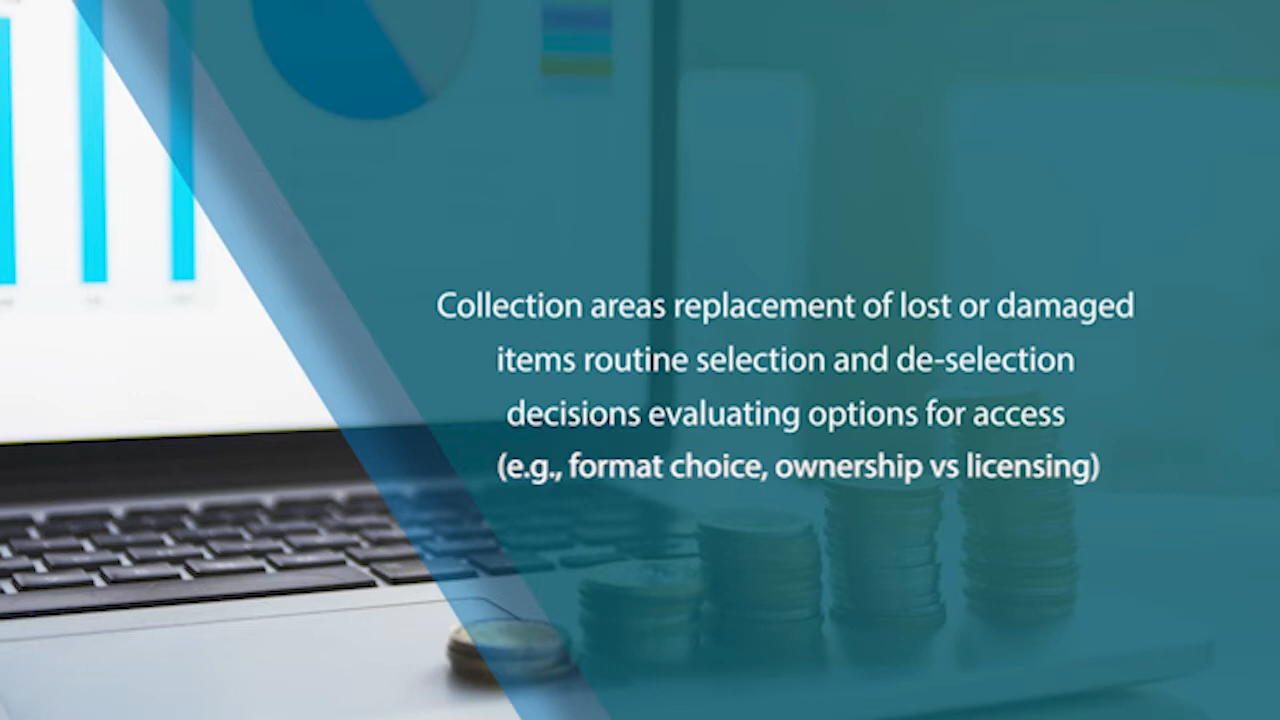 Collection areas replacement of lost or damaged
items routine selection and de-selection
decisions evaluating options for access
(e.g., format choice, ownership vs licensing)